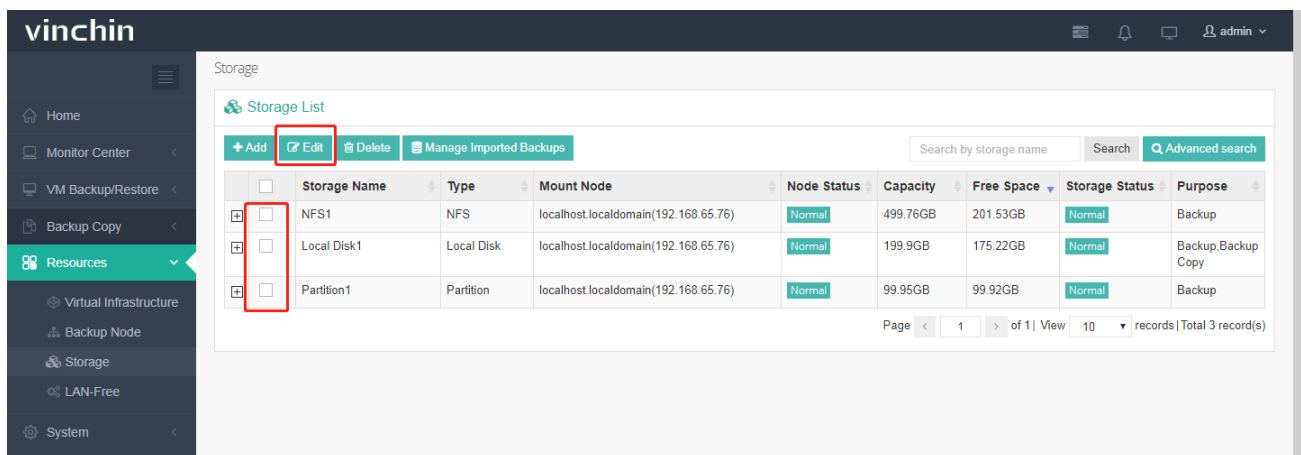 vinchin
admin
Storage
Home
Monitor Center
VM Backup/Restore
Backup Copy
Resources
Virtual Infrastructure
Backup Node
Storage
LAN-Free
System
Storage List
Add Edit Delete Manage Imported Backups Search by storage name Search Advanced search
Storage Name Type Mount Node Node Status Capacity Free Space Storage Status Purpose
NFS1 NFS localhost.localdomain(192.168.65.76) Normal 499.76GB 201.53GB Normal Backup
Local Disk1 Local Disk localhost.localdomain(192.168.65.76) Normal 199.9GB 175.22GB Normal Backup,Backup
Copy
Partition1 Partition localhost.localdomain(192.168.65.76) Normal 99.95GB 99.92GB Normal Backup
Page < 1 > of 1| View 10 records|Total 3 record(s)